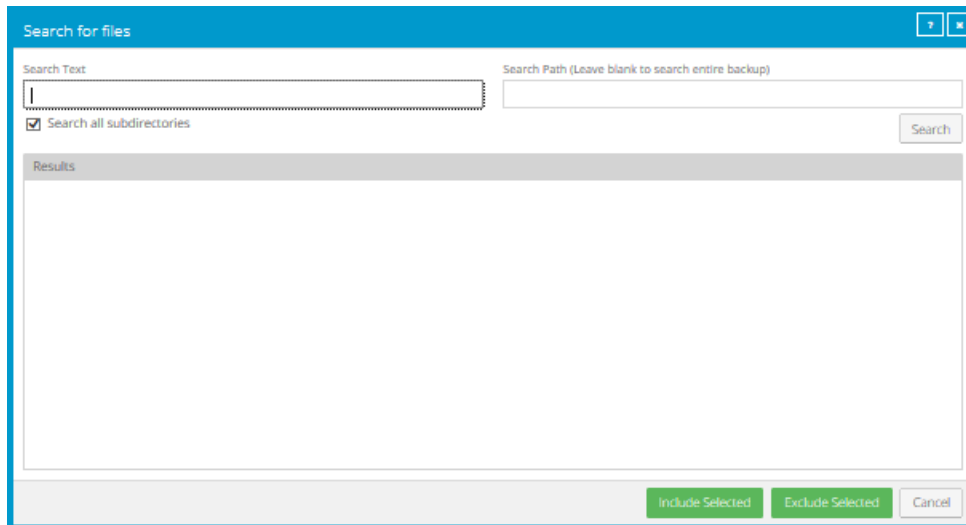 Search for files
?
Search Text
Search Path (Leave blank to search entire backup)
Search all subdirectories
Search
Results
Include Selected
Exclude Selected
Cancel